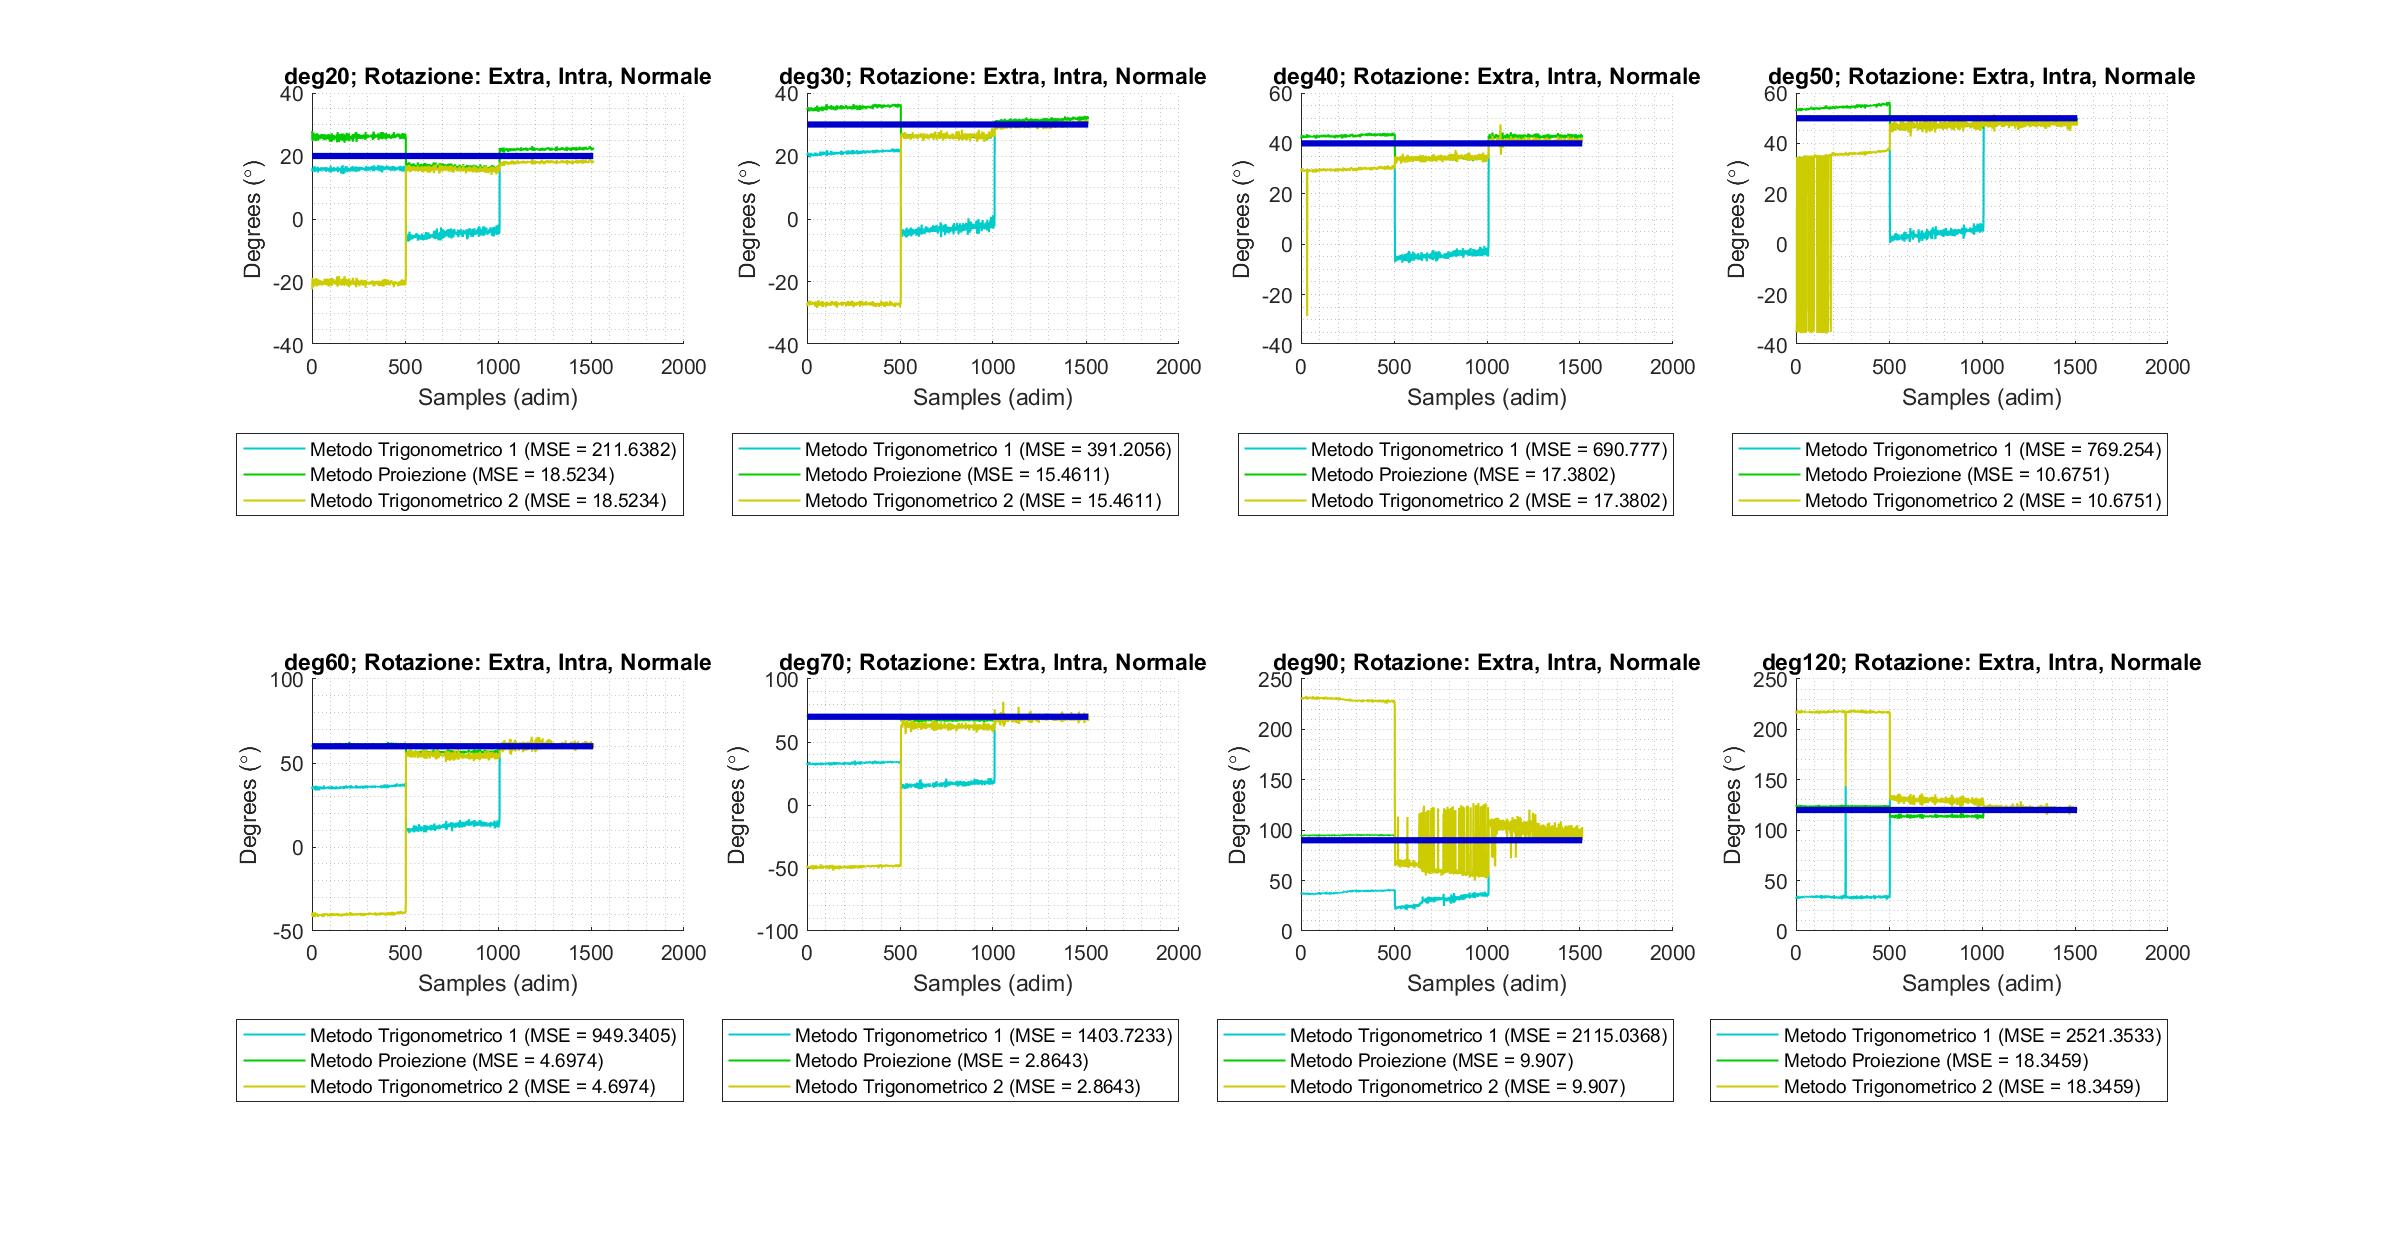 deg20; Rotazione: Extra, Intra, Normale
40
20
0
-20
-40
Degrees (°)
0 500 1000 1500 2000
Samples (adim)
Metodo Trigonometrico 1 (MSE = 211.6382)
Metodo Proiezione (MSE = 18.5234)
Metodo Trigonometrico 2 (MSE = 18.5234)
deg30; Rotazione: Extra, Intra, Normale
40
20
0
-20
-40
Degrees (°)
0 500 1000 1500 2000
Samples (adim)
Metodo Trigonometrico 1 (MSE = 391.2056)
Metodo Proiezione (MSE = 15.4611)
Metodo Trigonometrico 2 (MSE = 15.4611)
deg40; Rotazione: Extra, Intra, Normale
60
40
20
0
-20
-40
Degrees (°)
0 500 1000 1500 2000
Samples (adim)
Metodo Trigonometrico 1 (MSE = 690.777)
Metodo Proiezione (MSE = 17.3802)
Metodo Trigonometrico 2 (MSE = 17.3802)
deg50; Rotazione: Extra, Intra, Normale
60
40
20
0
-20
-40
Degrees (°)
0 500 1000 1500 2000
Samples (adim)
Metodo Trigonometrico 1 (MSE = 769.254)
Metodo Proiezione (MSE = 10.6751)
Metodo Trigonometrico 2 (MSE = 10.6751)
deg60; Rotazione: Extra, Intra, Normale
100
50
0
-50
Degrees (°)
0 500 1000 1500 2000
Samples (adim)
Metodo Trigonometrico 1 (MSE = 949.3405)
Metodo Proiezione (MSE = 4.6974)
Metodo Trigonometrico 2 (MSE = 4.6974)
deg70; Rotazione: Extra, Intra, Normale
100
50
0
-50
-100
Degrees (°)
0 500 1000 1500 2000
Samples (adim)
Metodo Trigonometrico 1 (MSE = 1403.7233)
Metodo Proiezione (MSE = 2.8643)
Metodo Trigonometrico 2 (MSE = 2.8643)
deg90; Rotazione: Extra, Intra, Normale
250
200
150
100
50
0
Degrees (°)
0 500 1000 1500 2000
Samples (adim)
Metodo Trigonometrico 1 (MSE = 2115.0368)
Metodo Proiezione (MSE = 9.907)
Metodo Trigonometrico 2 (MSE = 9.907)
deg120; Rotazione: Extra, Intra, Normale
250
200
150
100
50
0
Degrees (°)
0 500 1000 1500 2000
Samples (adim)
Metodo Trigonometrico 1 (MSE = 2521.3533)
Metodo Proiezione (MSE = 18.3459)
Metodo Trigonometrico 2 (MSE = 18.3459)